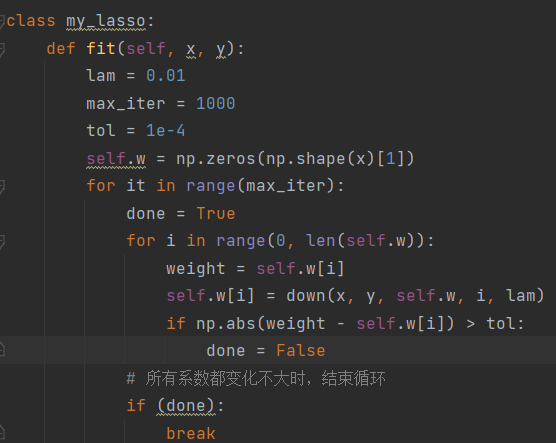 class my_lasso:
    def fit(self, x, y):
        lam = 0.01
        max_iter = 1000
        tol = 1e-4
        self.w = np.zeros(np.shape(x)[1])
        for it in range(max_iter):
            done = True
            for i in range(0, len(self.w)):
                weight = self.w[i]
                self.w[i] = down(x, y, self.w, i, lam)
                if np.abs(weight - self.w[i]) > tol:
                    done = False
            # 所有系数都变化不大时，结束循环
            if (done):
                break